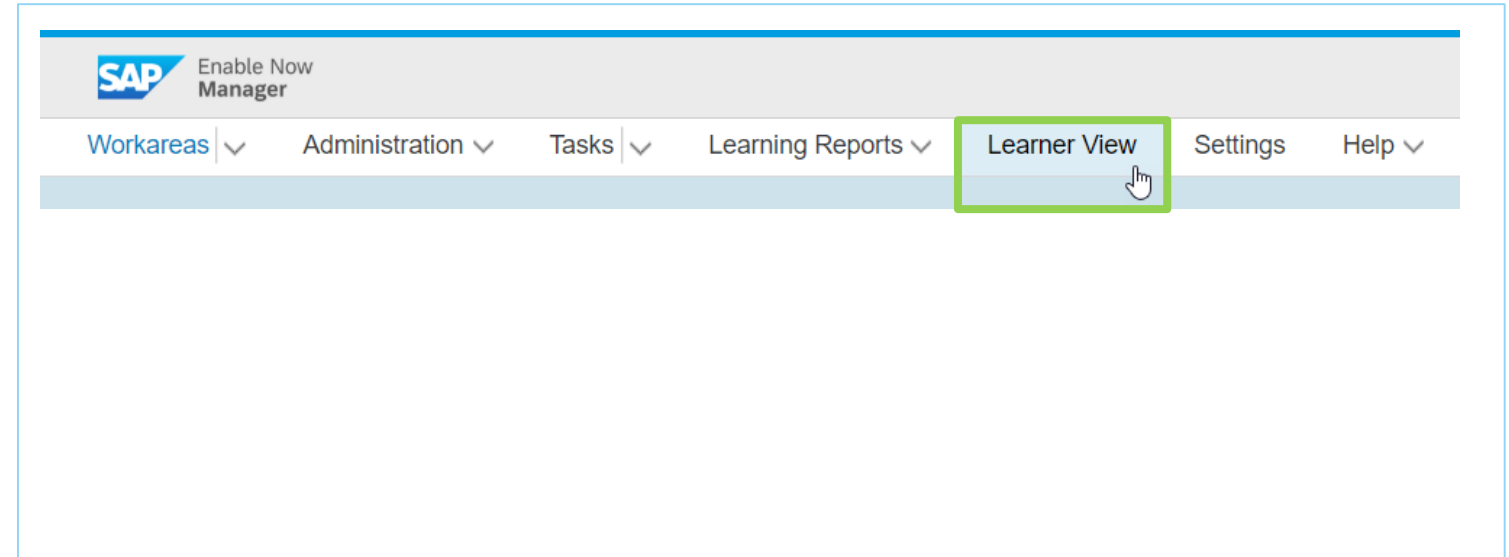 SAP Enable Now
Manager
Workareas Administration Tasks Learning Reports Learner View Settings Help